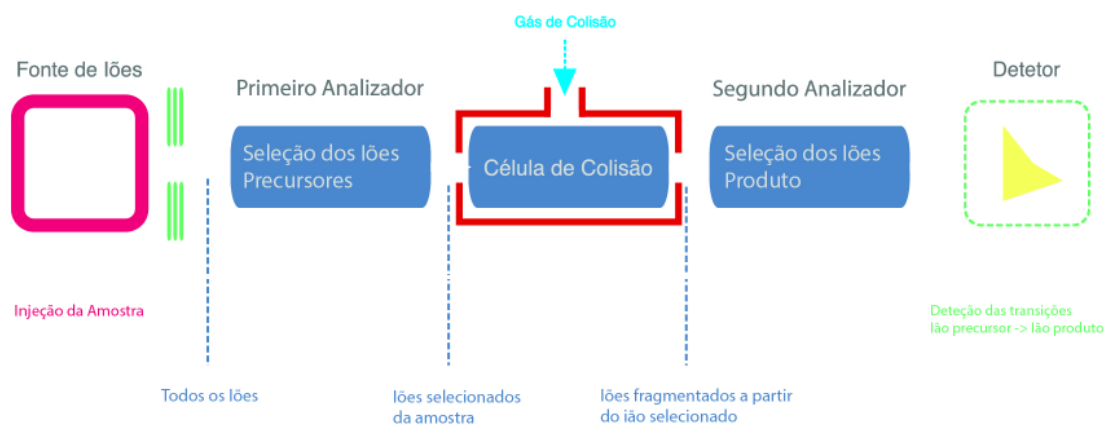 Gás de Colisão
Fonte de Iões
Primeiro Analizador
Segundo Analizador
Detetor
Seleção dos Iões
Precursores
Célula de Colisão
Seleção dos Iões
Produto
Injeção da Amostra
Deteção das transições
Ião precursor -> Ião produto
Todos os Iões
Iões selecionados
da amostra
Iões fragmentados a partir
do ião selecionado